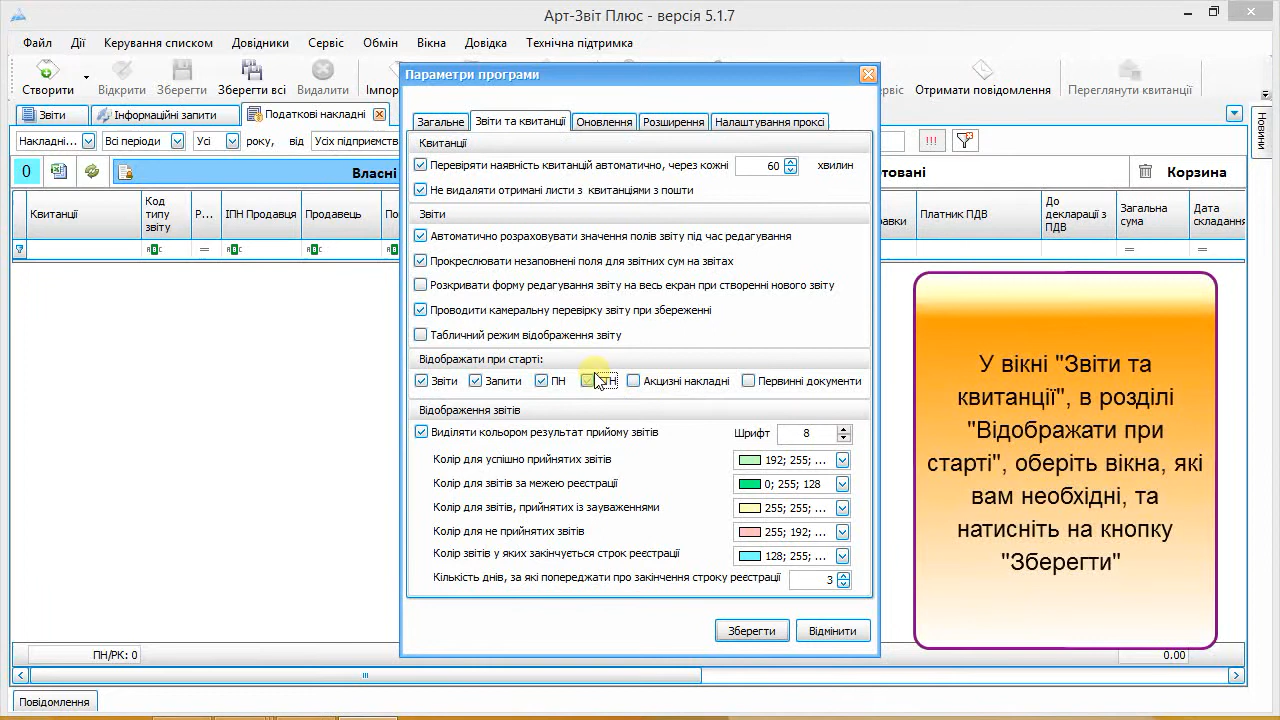 Арт-Звіт Плюс - версія 5.1.7
Файл Дії Керування списком Довідники Сервіс Обмін Вікна Довідка Технічна підтримка
Створити Відкрити Зберегти Зберегти всі Видалити Отримати повідомлення Переглянути квитанції
Звіти Інформаційні запити Податкові накладні
Новини
Накладні... Всі періоди Усі року, від Усіх !!!
0 Власні Корзина
Квитанції
Код типу звіту
Р...
ІПН Продавця
Продавець
Платник ПДВ
До декларації з ПДВ
Загальна сума
Дата складання
Параметри програми
Загальне Звіти та квитанції Оновлення Розширення Налаштування проксі
Квитанції
Перевіряти наявність квитанцій автоматично, через кожні 60 хвилин
Не видаляти отримані листи з квитанціями з пошти
Звіти
Автоматично розраховувати значення полів звіту під час редагування
Прокреслювати незаповнені поля для звітних сум на звітах
Розкривати форму редагування звіту на весь екран при створенні нового звіту
Проводити камеральну перевірку звіту при збереженні
Табличний режим відображення звіту
Відображати при старті:
Звіти Запити ПН Акцизні накладні Первинні документи
Відображення звітів
Виділяти кольором результат прийому звітів Шрифт 8
Колір для успішно прийнятих звітів 192; 255; ...
Колір для звітів за межею реєстрації 0; 255; 128
Колір для звітів, прийнятих із зауваженнями 255; 255; ...
Колір для не прийнятих звітів 255; 192; ...
Колір звітів у яких закінчується строк реєстрації 128; 255; ...
Кількість днів, за які попереджати про закінчення строку реєстрації 3
Зберегти Відмінити
У вікні "Звіти та
квитанції", в розділі
"Відображати при
старті", оберіть вікна, які
вам необхідні, та
натисніть на кнопку
"Зберегти"
ПН/РК: 0 0.00
Повідомлення